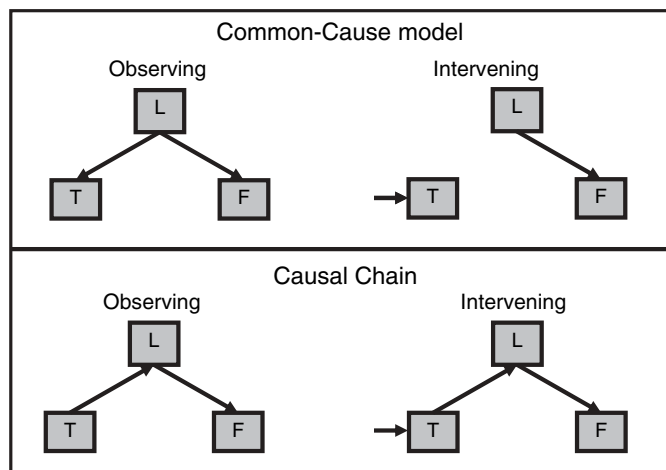 Common-Cause model
Observing Intervening
L L
T F T F
Causal Chain
Observing Intervening
L L
T F T F